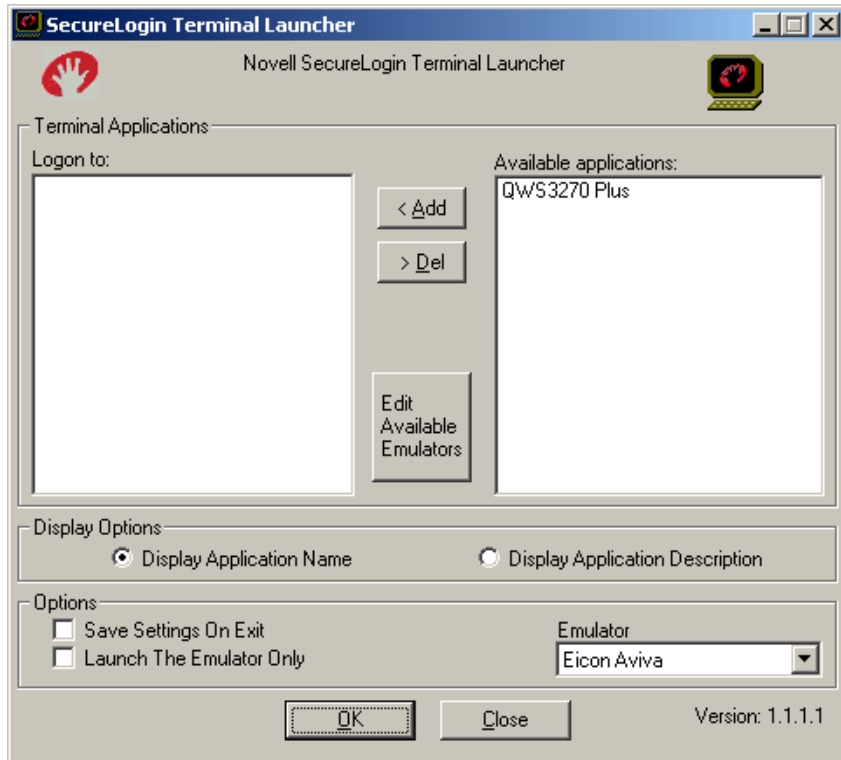 SecureLogin Terminal Launcher
Novell SecureLogin Terminal Launcher
Terminal Applications
Logon to:
Available applications:
QWS3270 Plus
< Add
> Del
Edit
Available
Emulators
Display Options
Display Application Name
Display Application Description
Options
Save Settings On Exit
Launch The Emulator Only
Emulator
Eicon Aviva
OK
Close
Version: 1.1.1.1